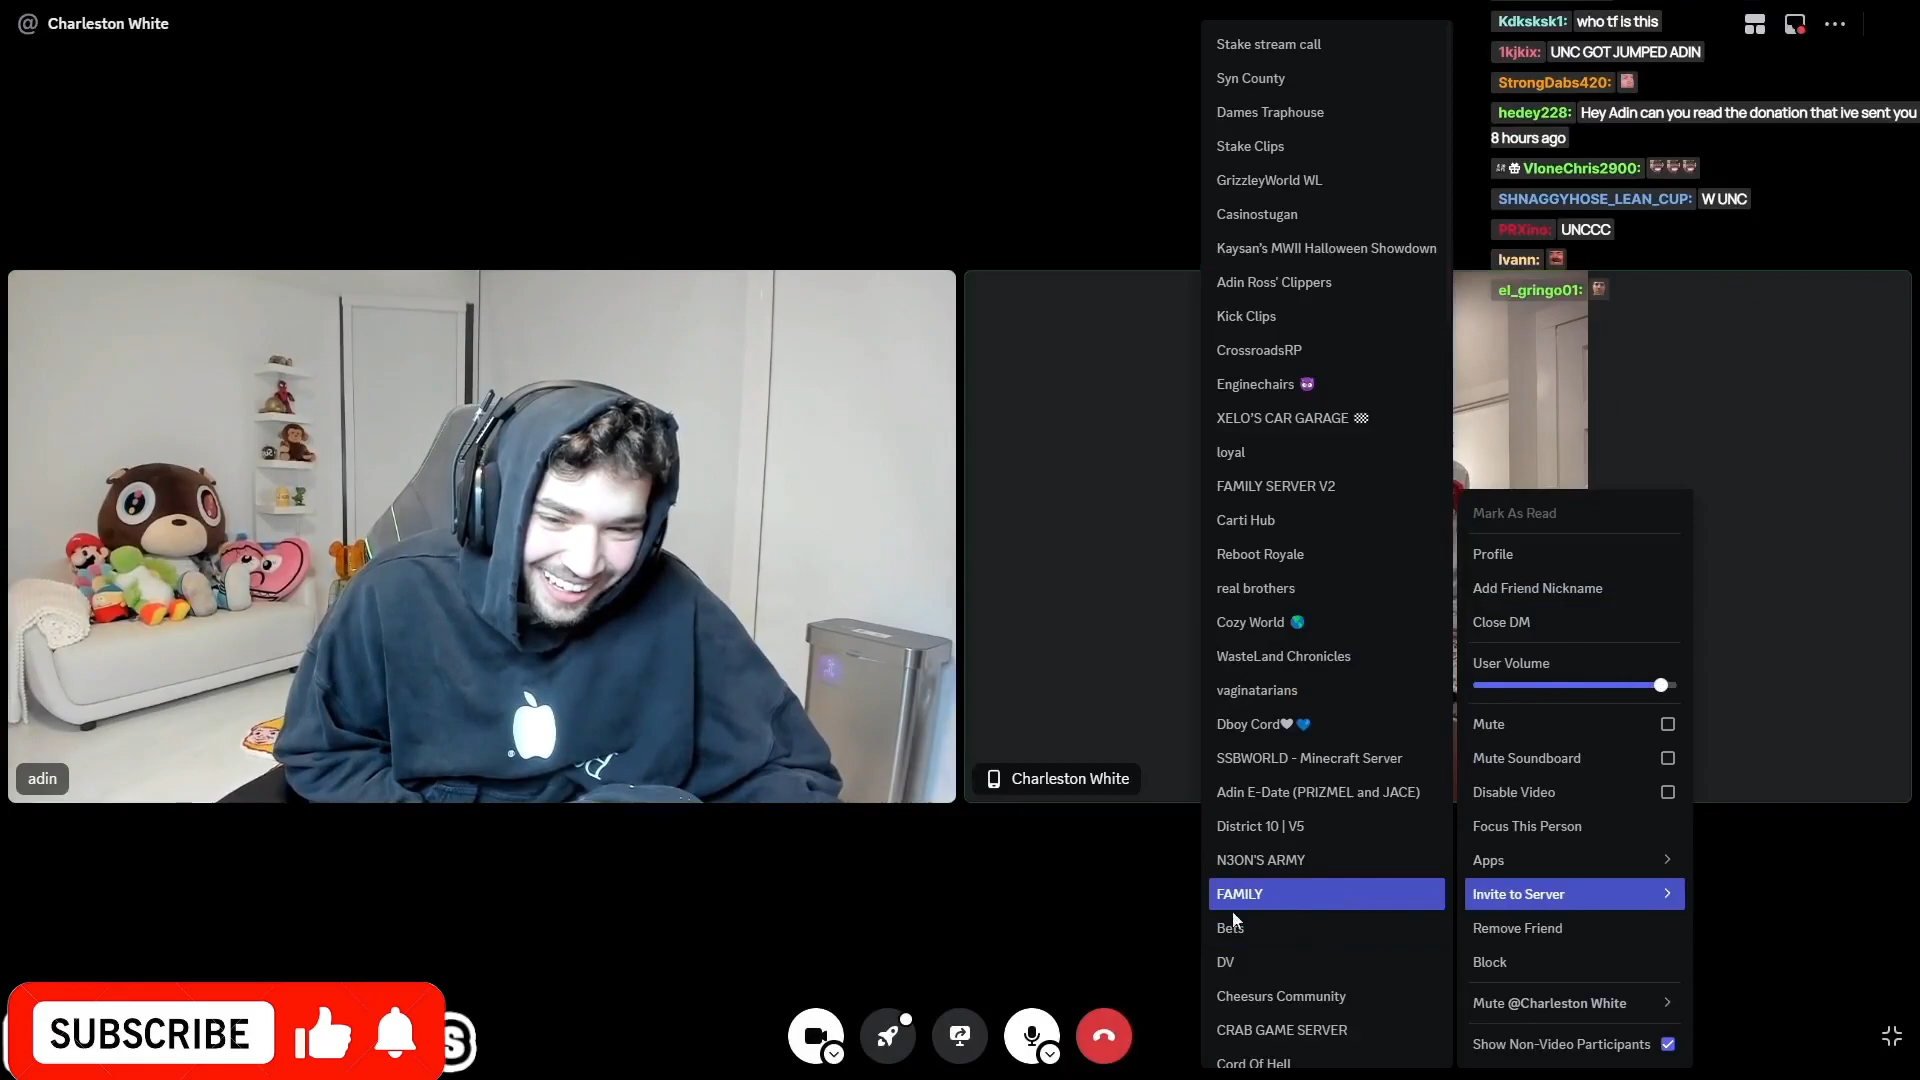 @ Charleston White
Kdksksk1: who tf is this
1kjkix: UNC GOT JUMPED ADIN
StrongDabs420:
hedey228: Hey Adin can you read the donation that ive sent you
8 hours ago
VloneChris2900:
SHNAGGYHOSE_LEAN_CUP: W UNC
PRXino: UNCCC
Ivann:
el_gringo01:
Stake stream call
Syn County
Dames Traphouse
Stake Clips
GrizzleyWorld WL
Casinostugan
Kaysan's MWII Halloween Showdown
Adin Ross' Clippers
Kick Clips
CrossroadsRP
Enginechairs 😈
XELO'S CAR GARAGE 🏁
loyal
FAMILY SERVER V2
Carti Hub
Reboot Royale
real brothers
Cozy World 🌎
WasteLand Chronicles
vaginatarians
Dboy Cord🤍 💙
SSBWORLD - Minecraft Server
Adin E-Date (PRIZMEL and JACE)
District 10 | V5
N3ON'S ARMY
FAMILY
Bets
DV
Cheesurs Community
CRAB GAME SERVER
Cord Of Hell
Mark As Read
Profile
Add Friend Nickname
Close DM
User Volume
Mute
Mute Soundboard
Disable Video
Focus This Person
Apps
Invite to Server
Remove Friend
Block
Mute @Charleston White
Show Non-Video Participants
adin
Charleston White
SUBSCRIBE
S